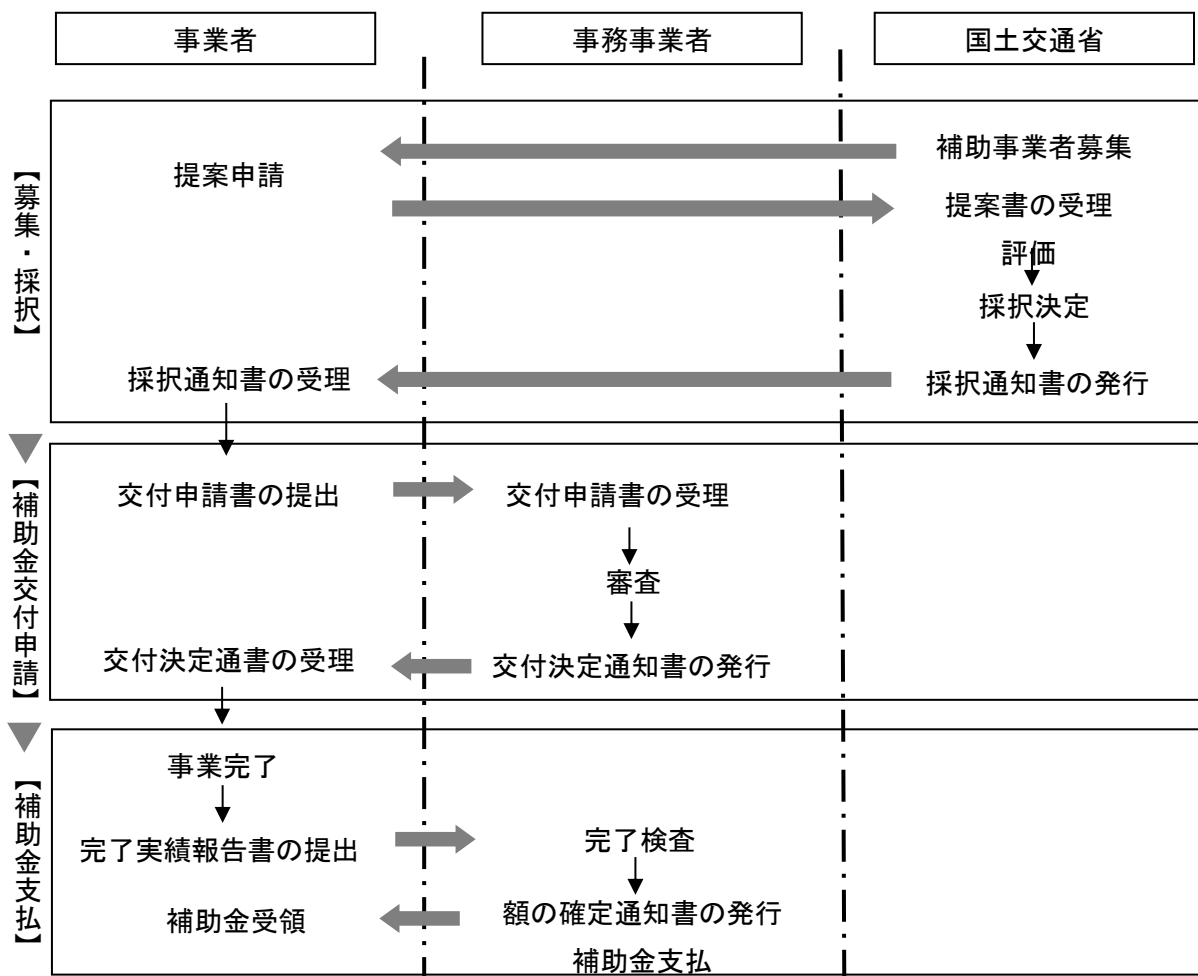 事業者
事務事業者
国土交通省
【募集・採択】
補助事業者募集
提案申請
提案書の受理
評価
採択決定
採択通知書の受理
採択通知書の発行
【補助金交付申請】
交付申請書の提出
交付申請書の受理
審査
交付決定通書の受理
交付決定通知書の発行
【補助金支払】
事業完了
完了実績報告書の提出
完了検査
補助金受領
額の確定通知書の発行
補助金支払